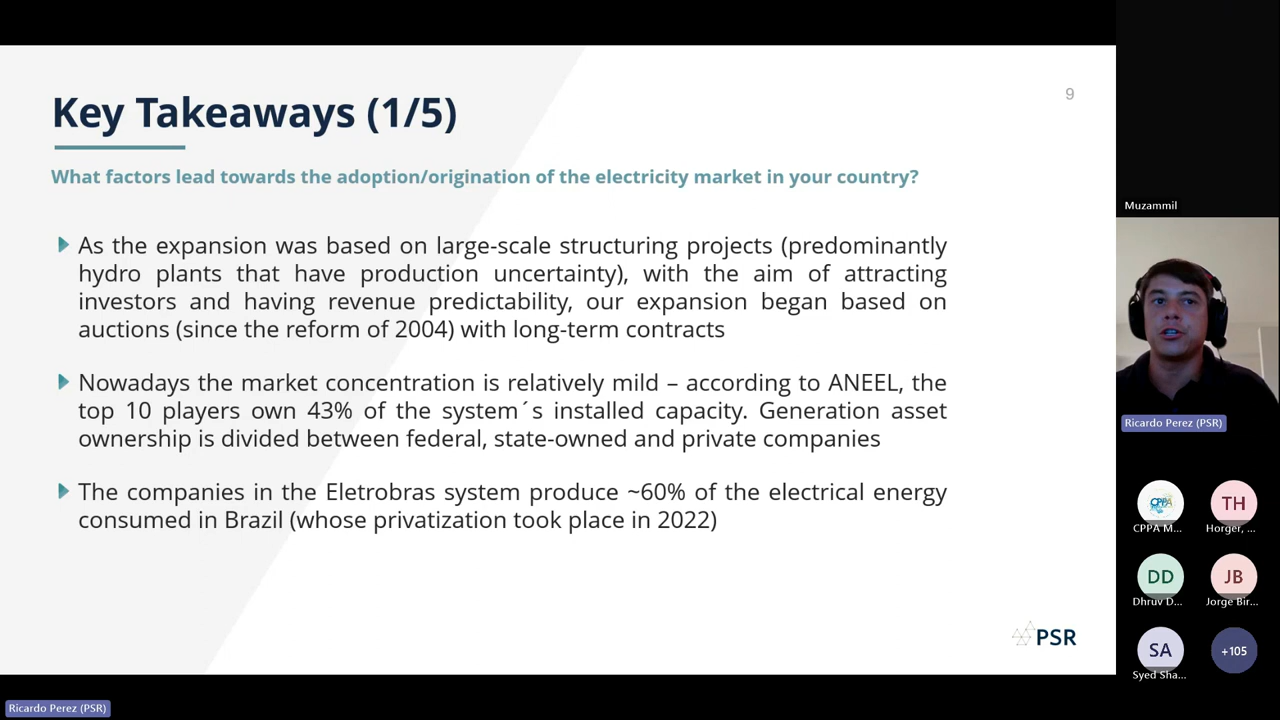 Key Takeaways (1/5)
9
What factors lead towards the adoption/origination of the electricity market in your country?
As the expansion was based on large-scale structuring projects (predominantly
hydro plants that have production uncertainty), with the aim of attracting
investors and having revenue predictability, our expansion began based on
auctions (since the reform of 2004) with long-term contracts
Nowadays the market concentration is relatively mild – according to ANEEL, the
top 10 players own 43% of the system´s installed capacity. Generation asset
ownership is divided between federal, state-owned and private companies
The companies in the Eletrobras system produce ~60% of the electrical energy
consumed in Brazil (whose privatization took place in 2022)
PSR
Muzammil
Ricardo Perez (PSR)
CPPA
TH
CPPA M...
Horger, ...
DD
JB
Dhruv D...
Jorge Bir...
SA
+105
Syed Sha...
Ricardo Perez (PSR)